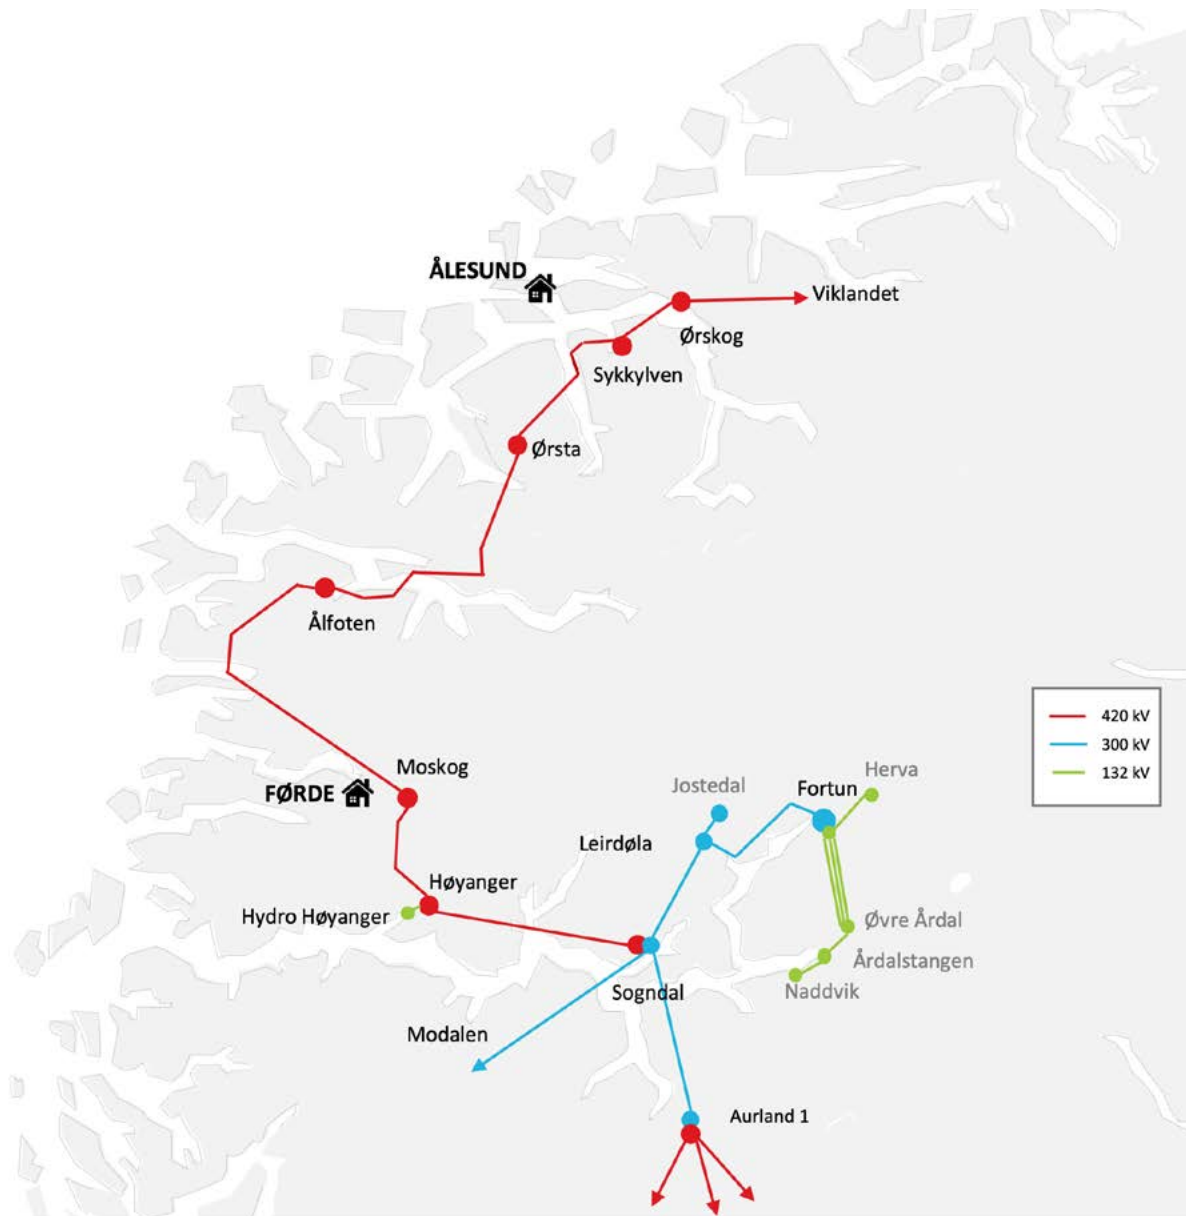 ÅLESUND
Viklandet
Ørskog
Sykkylven
Ørsta
Ålfoten
420 kV
300 kV
132 kV
Moskog
FØRDE
Herva
Jostedal
Fortun
Leirdøla
Høyanger
Hydro Høyanger
Øvre Årdal
Årdalstangen
Naddvik
Sogndal
Modalen
Aurland 1